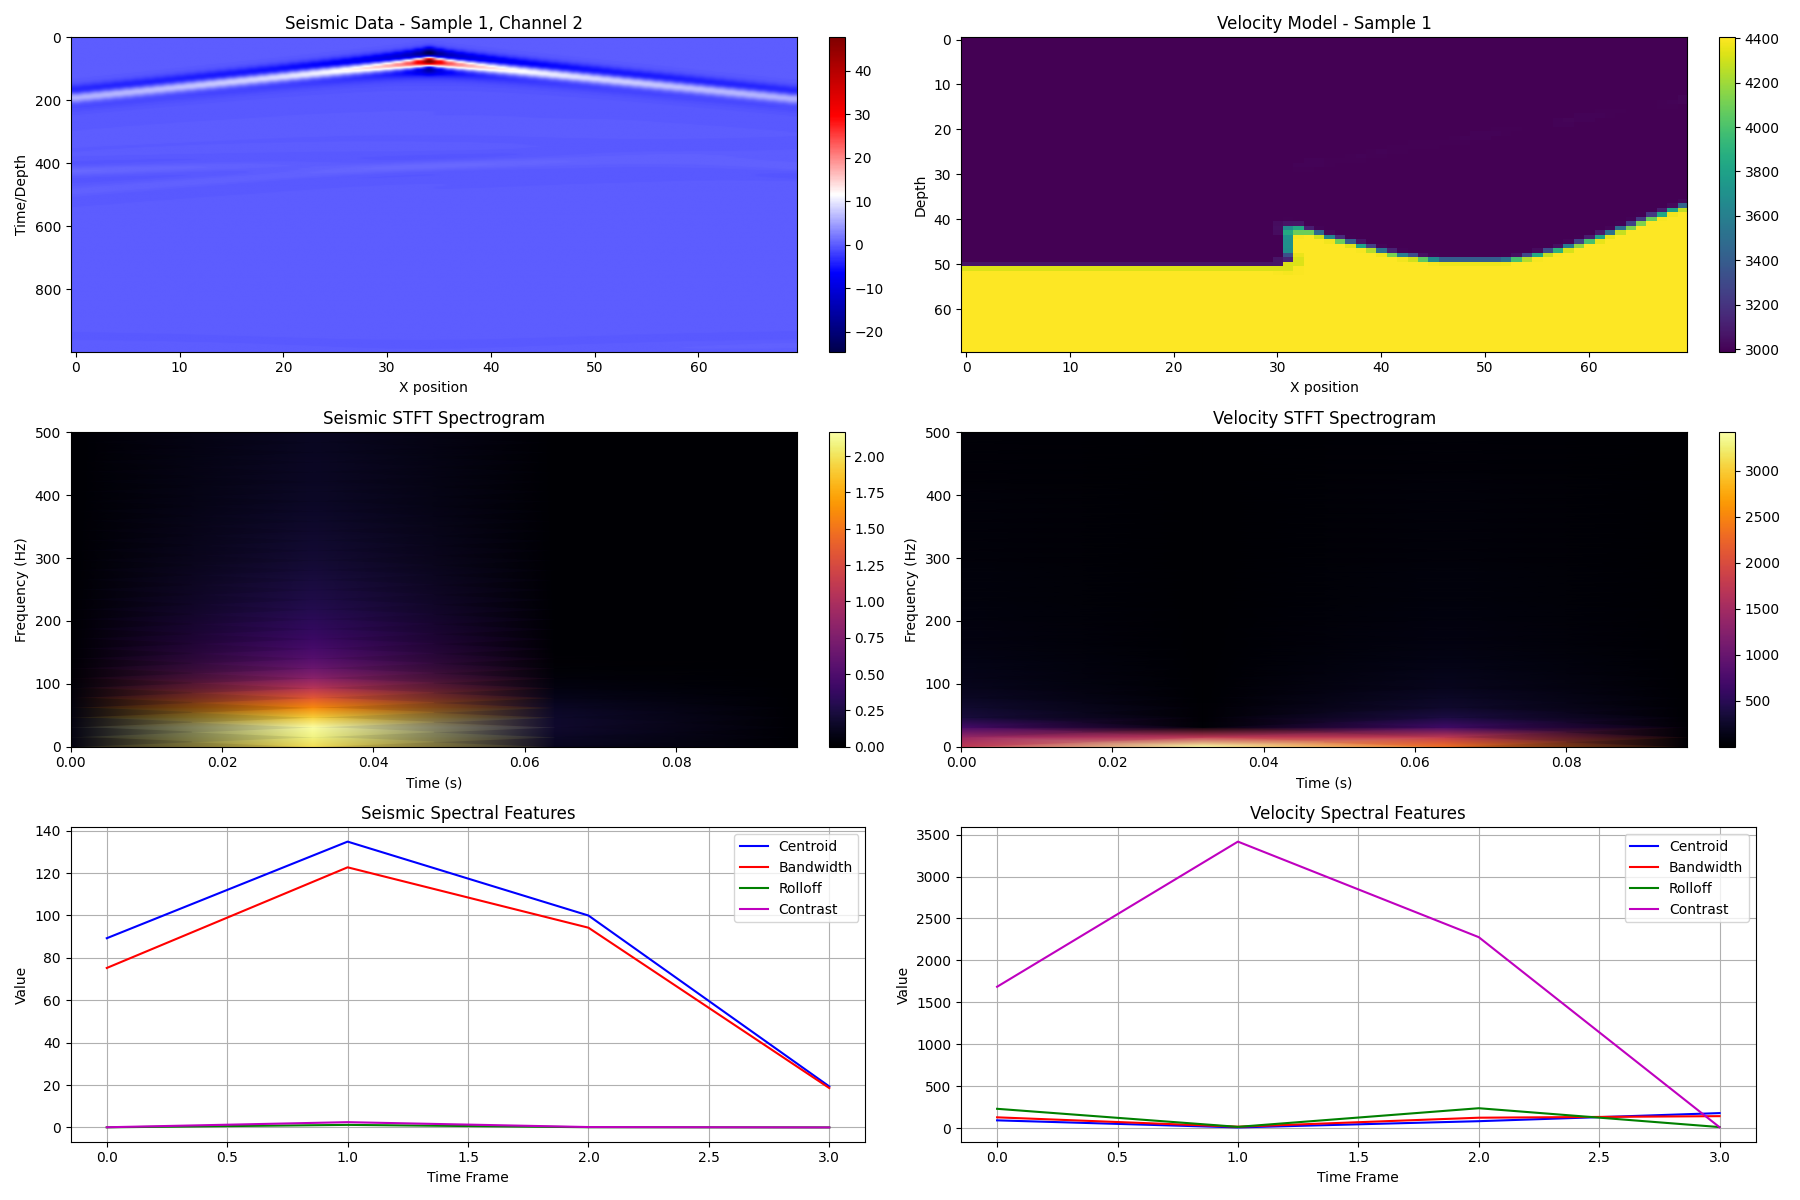 Seismic Data - Sample 1, Channel 2
0
200
400
600
800
Time/Depth
0 10 20 30 40 50 60
X position
40
30
20
10
0
−10
−20
Velocity Model - Sample 1
0
10
20
30
40
50
60
Depth
0 10 20 30 40 50 60
X position
4400
4200
4000
3800
3600
3400
3200
3000
Seismic STFT Spectrogram
500
400
300
200
100
0
Frequency (Hz)
0.00 0.02 0.04 0.06 0.08
Time (s)
2.00
1.75
1.50
1.25
1.00
0.75
0.50
0.25
0.00
Velocity STFT Spectrogram
500
400
300
200
100
0
Frequency (Hz)
0.00 0.02 0.04 0.06 0.08
Time (s)
3000
2500
2000
1500
1000
500
Seismic Spectral Features
140
120
100
80
60
40
20
0
Value
0.0 0.5 1.0 1.5 2.0 2.5 3.0
Time Frame
Centroid
Bandwidth
Rolloff
Contrast
Velocity Spectral Features
3500
3000
2500
2000
1500
1000
500
0
Value
0.0 0.5 1.0 1.5 2.0 2.5 3.0
Time Frame
Centroid
Bandwidth
Rolloff
Contrast